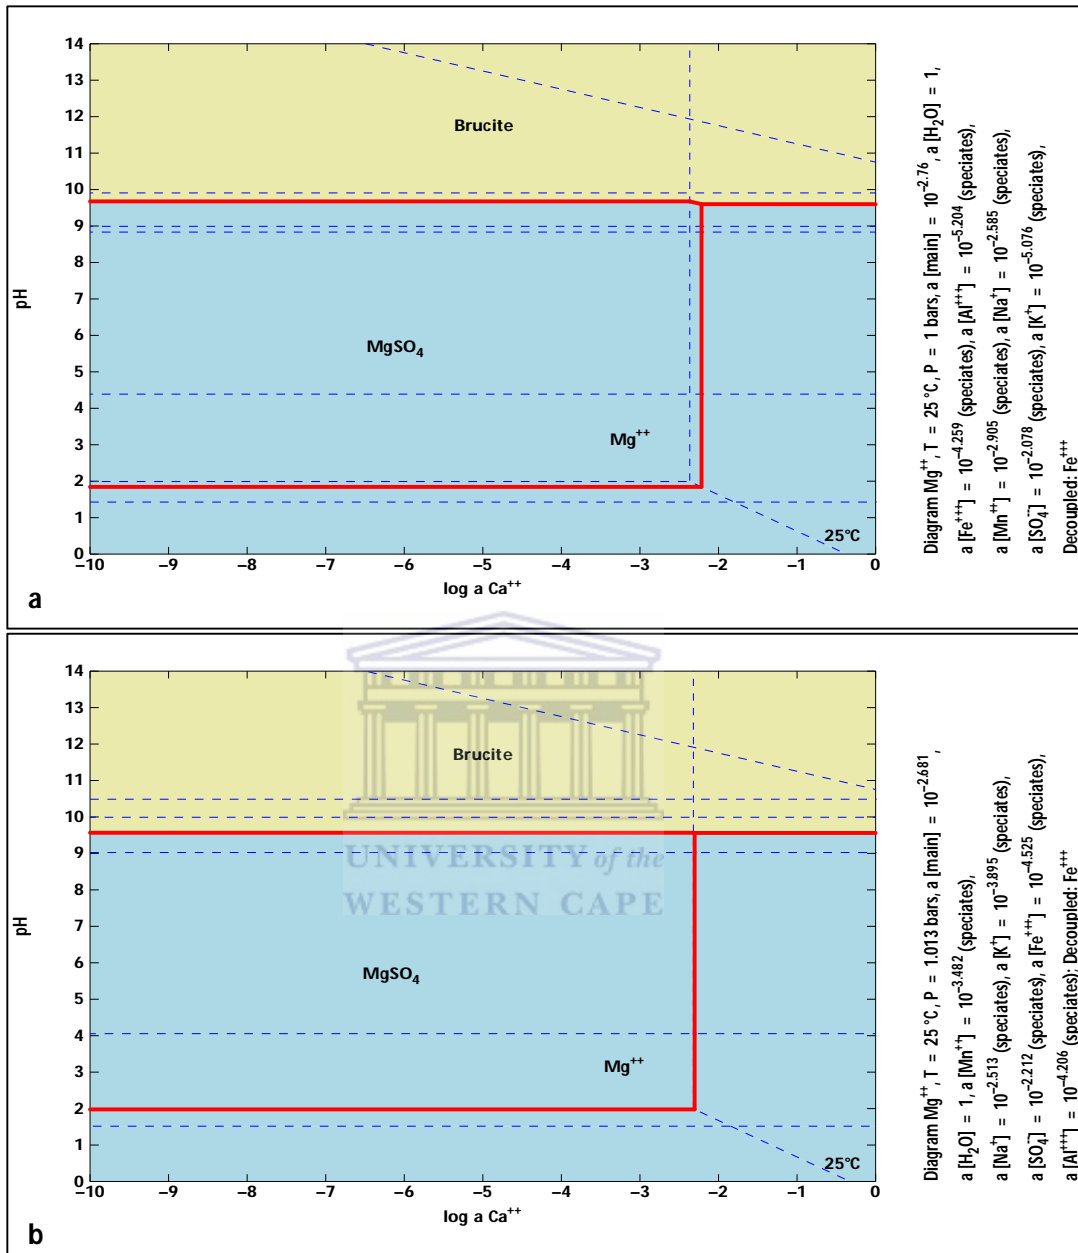 14
13
12
11
10
9
8
7
6
5
4
3
2
1
0
pH
Brucite
MgSO4
Mg++
25°C
–10 –9 –8 –7 –6 –5 –4 –3 –2 –1 0
log a Ca++
a
Diagram Mg++, T = 25 °C, P = 1 bars, a [main] = 10–2.76, a [H2O] = 1,
a [Fe+++] = 10–4.259 (speciates), a [Al+++] = 10–5.204 (speciates),
a [Mn++] = 10–2.905 (speciates), a [Na+] = 10–2.585 (speciates),
a [SO4--] = 10–2.078 (speciates), a [K+] = 10–5.076 (speciates),
Decoupled: Fe+++
14
13
12
11
10
9
8
7
6
5
4
3
2
1
0
pH
Brucite
UNIVERSITY of the
WESTERN CAPE
MgSO4
Mg++
25°C
–10 –9 –8 –7 –6 –5 –4 –3 –2 –1 0
log a Ca++
b
Diagram Mg++, T = 25 °C, P = 1.013 bars, a [main] = 10–2.681,
a [H2O] = 1, a [Mn++] = 10–3.482 (speciates),
a [Na+] = 10–2.513 (speciates), a [K+] = 10–3.895 (speciates),
a [SO4--] = 10–2.212 (speciates), a [Fe+++] = 10–4.525 (speciates),
a [Al+++] = 10–4.206 (speciates); Decoupled: Fe+++